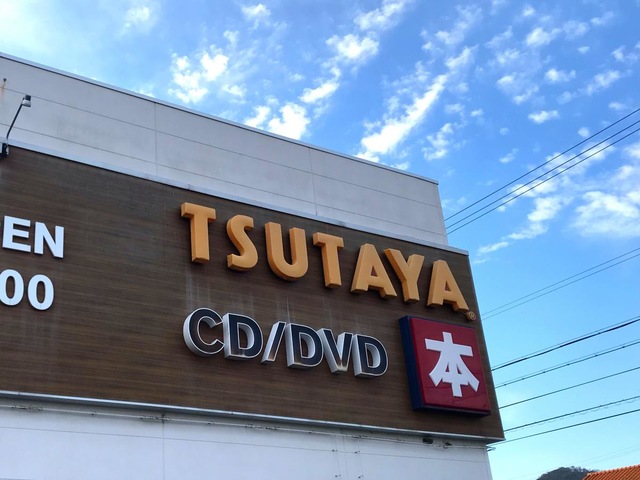 EN
00
TSUTAYA®
CD/DVD
本